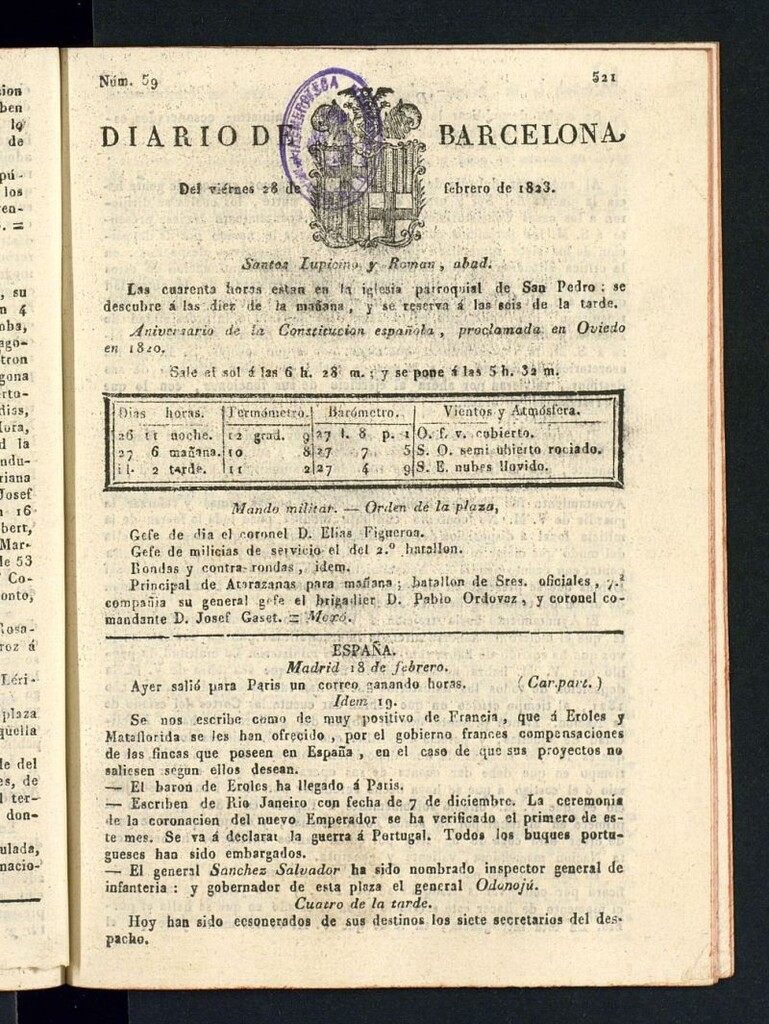 Núm. 59
521
DIARIO DE BARCELONA,
Del viérnes 28 de febrero de 1823.
Santos Lupicino y Roman, abad.
Las cuarenta horas estan en la iglesia parroquial de San Pedro: se
descubre á las diez de la mañana, y se reserva á las seis de la tarde.
Aniversario de la Constitucion española, proclamada en Oviedo
en 1820.
Sale el sol á las 6 h. 28 m.; y se pone á las 5 h. 32 m.
Dias horas. Termómetro. Barómetro. Vientos y Atmósfera.
26 11 noche. 12 grad. 9 27 l. 8 p. 1 O. f. v. cubierto.
27 6 mañana. 10 8 27 7 5 S. O. semi ubierto rociado.
id. 2 tarde. 11 2 27 4 9 S. E. nubes llovido.
Mando militar. — Orden de la plaza,
Gefe de dia el coronel D. Elías Figueroa.
Gefe de milicias de servicio el del 2.º batallon.
Rondas y contra-rondas, idem.
Principal de Atarazanas para mañana; batallon de Sres. oficiales, 7.ª
compañia su general gefe el brigadier D. Pablo Ordovaz, y coronel co-
mandante D. Josef Gaset. = Moxó.
ESPAÑA.
Madrid 18 de febrero.
Ayer salió para Paris un correo ganando horas. (Car.part.)
Idem 19.
Se nos escribe como de muy positivo de Francia, que á Eroles y
Mataflorida se les han ofrecido, por el gobierno frances compensaciones
de las fincas que poseen en España, en el caso de que sus proyectos no
saliesen segun ellos desean.
— El baron de Eroles ha llegado á Paris.
— Escriben de Rio Janeiro con fecha de 7 de diciembre. La ceremonia
de la coronacion del nuevo Emperador se ha verificado el primero de es-
te mes. Se va á declarar la guerra á Portugal. Todos los buques portu-
gueses han sido embargados.
— El general Sanchez Salvador ha sido nombrado inspector general de
infanteria: y gobernador de esta plaza el general Odonojú.
Cuatro de la tarde.
Hoy han sido ecsonerados de sus destinos los siete secretarios del des-
pacho.